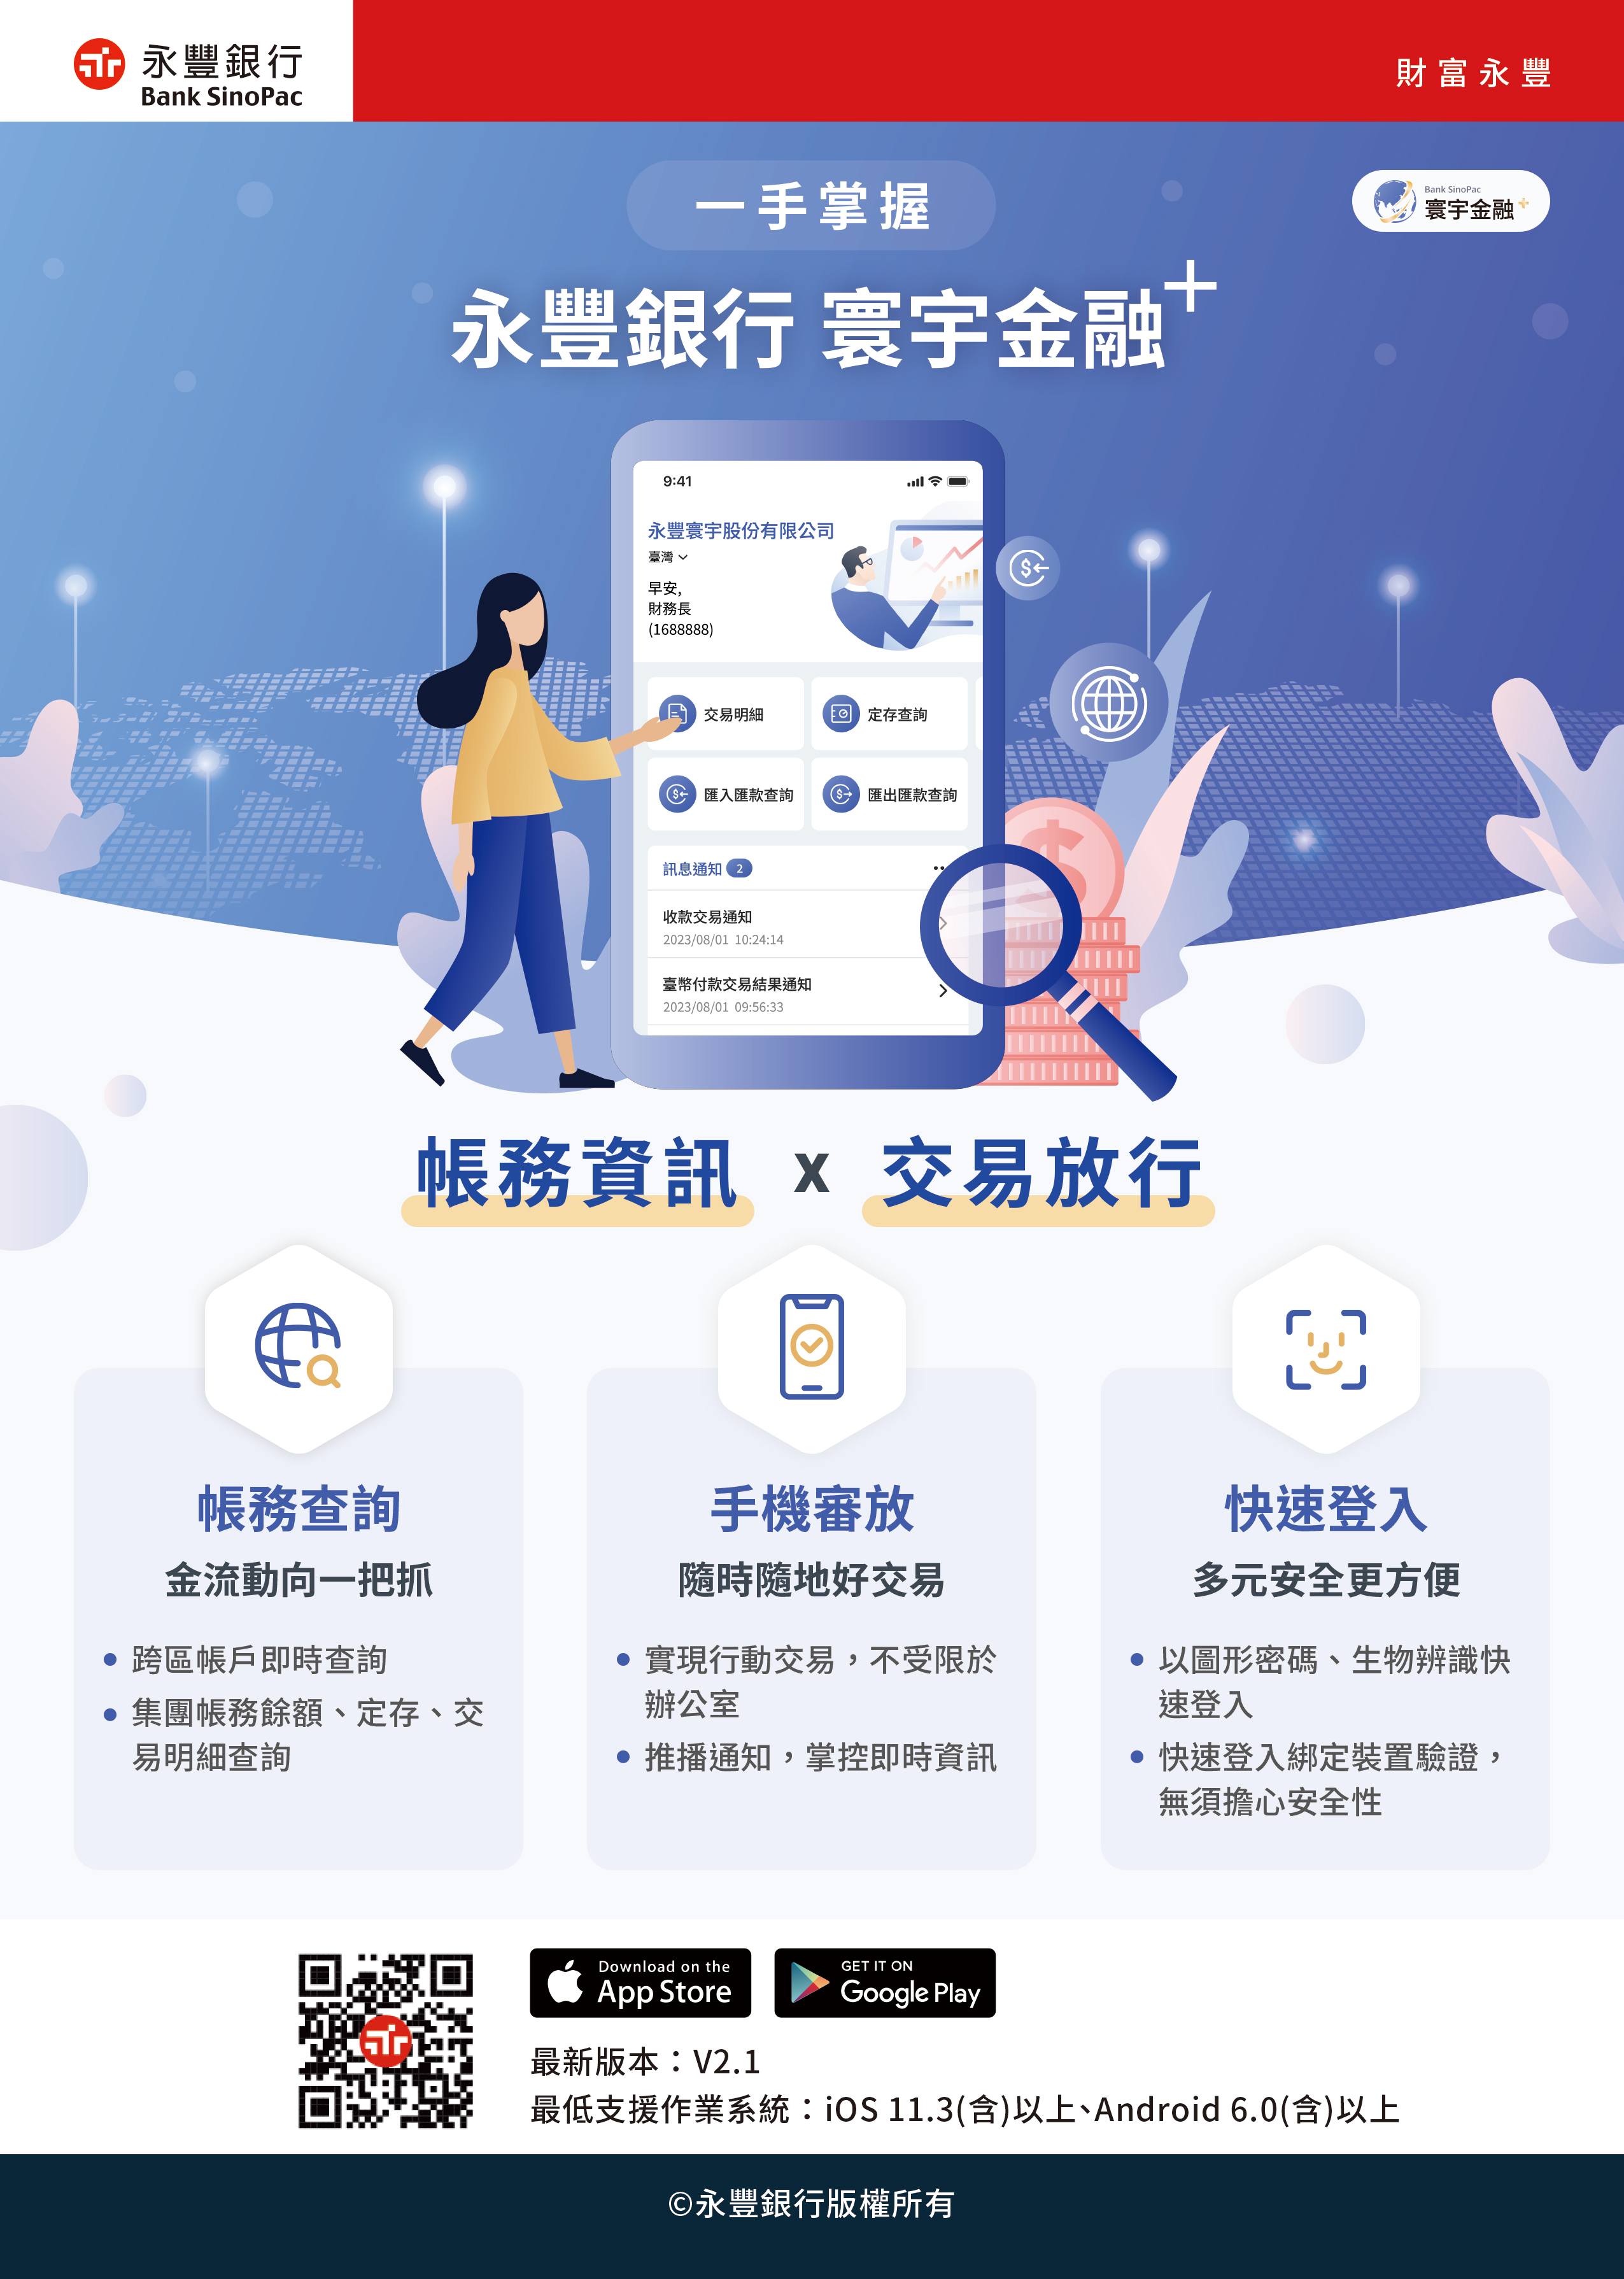 永豐銀行
Bank SinoPac
財富永豐
一手掌握
Bank SinoPac
寰宇金融+
永豐銀行 寰宇金融+
9:41
永豐寰宇股份有限公司
臺灣
早安,
財務長
(1688888)
交易明細
定存查詢
匯入匯款查詢
匯出匯款查詢
訊息通知 2
收款交易通知
2023/08/01 10:24:14
臺幣付款交易結果通知
2023/08/01 09:56:33
帳務資訊 x 交易放行
帳務查詢
金流動向一把抓
跨區帳戶即時查詢
集團帳務餘額、定存、交
易明細查詢
手機審放
隨時隨地好交易
實現行動交易，不受限於
辦公室
推播通知，掌控即時資訊
快速登入
多元安全更方便
以圖形密碼、生物辨識快
速登入
快速登入綁定裝置驗證，
無須擔心安全性
Download on the
App Store
GET IT ON
Google Play
最新版本：V2.1
最低支援作業系統：iOS 11.3(含)以上、Android 6.0(含)以上
©永豐銀行版權所有